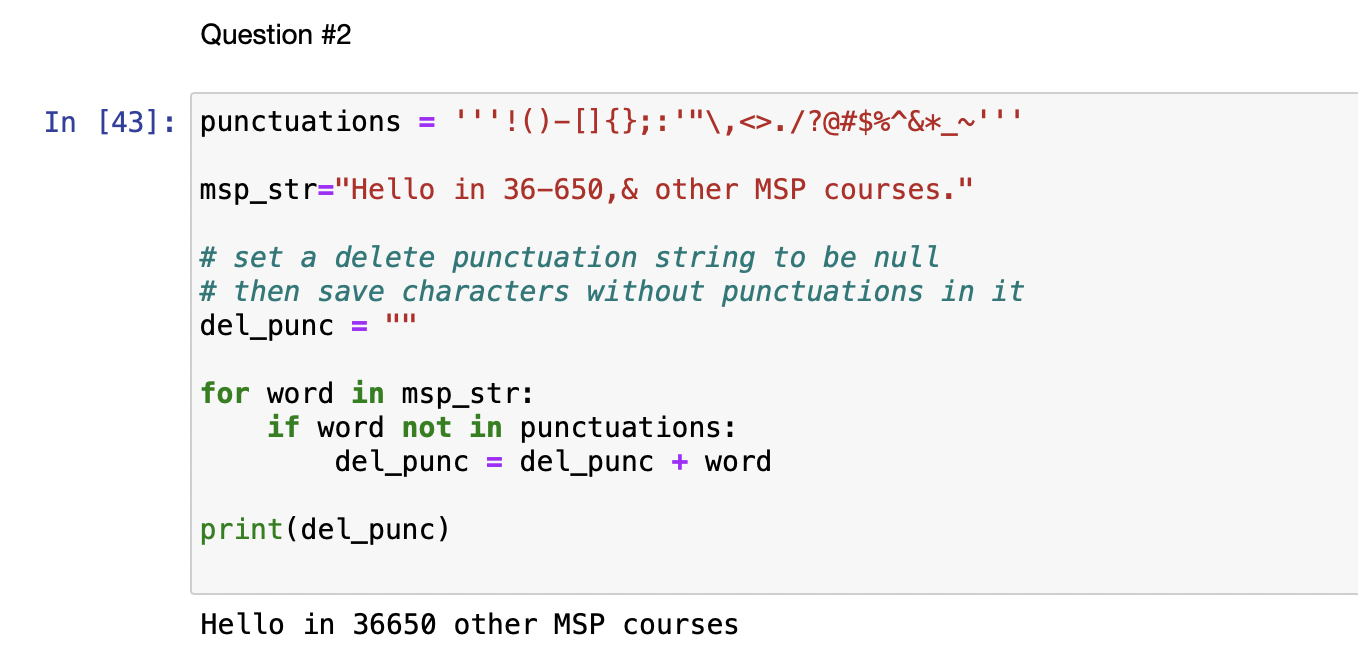 Question #2
In [43]: punctuations = '''!()-[]{};:'"\,<>./?@#$%^&*_~'''
msp_str="Hello in 36-650,& other MSP courses."
# set a delete punctuation string to be null
# then save characters without punctuations in it
del_punc = ""
for word in msp_str:
    if word not in punctuations:
        del_punc = del_punc + word
print(del_punc)
Hello in 36650 other MSP courses